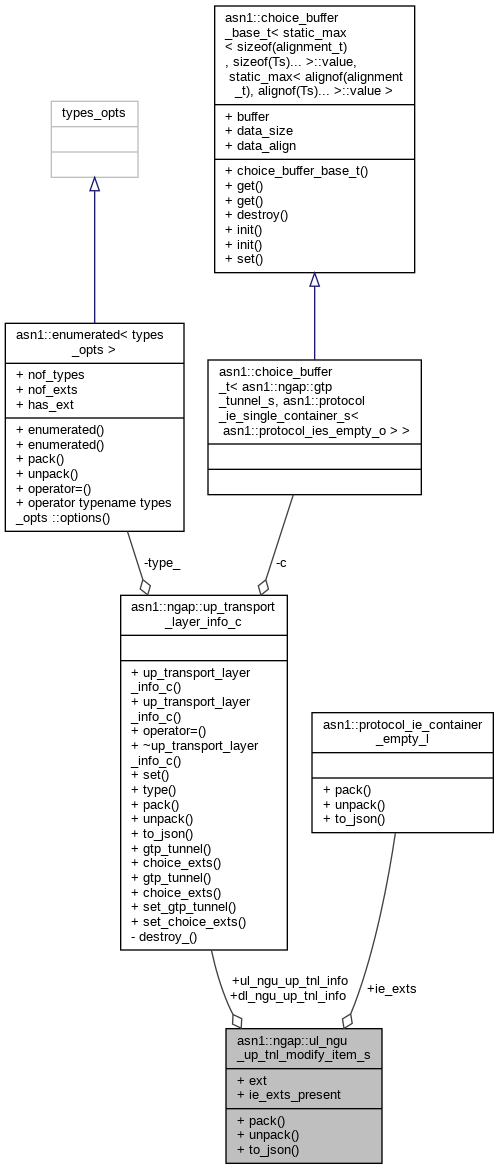 asn1::choice_buffer
_base_t< static_max
< sizeof(alignment_t)
, sizeof(Ts)... >::value,
static_max< alignof(alignment
_t), alignof(Ts)... >::value >
+ buffer
+ data_size
+ data_align
+ choice_buffer_base_t()
+ get()
+ get()
+ destroy()
+ init()
+ init()
+ set()
types_opts
asn1::enumerated< types
_opts >
+ nof_types
+ nof_exts
+ has_ext
+ enumerated()
+ enumerated()
+ pack()
+ unpack()
+ operator=()
+ operator typename types
_opts ::options()
asn1::choice_buffer
_t< asn1::ngap::gtp
_tunnel_s, asn1::protocol
_ie_single_container_s<
asn1::protocol_ies_empty_o > >
-type_
-c
asn1::ngap::up_transport
_layer_info_c
+ up_transport_layer
_info_c()
+ up_transport_layer
_info_c()
+ operator=()
+ ~up_transport_layer
_info_c()
+ set()
+ type()
+ pack()
+ unpack()
+ to_json()
+ gtp_tunnel()
+ choice_exts()
+ gtp_tunnel()
+ choice_exts()
+ set_gtp_tunnel()
+ set_choice_exts()
- destroy_()
asn1::protocol_ie_container
_empty_l
+ pack()
+ unpack()
+ to_json()
+ul_ngu_up_tnl_info
+dl_ngu_up_tnl_info
+ie_exts
asn1::ngap::ul_ngu
_up_tnl_modify_item_s
+ ext
+ ie_exts_present
+ pack()
+ unpack()
+ to_json()